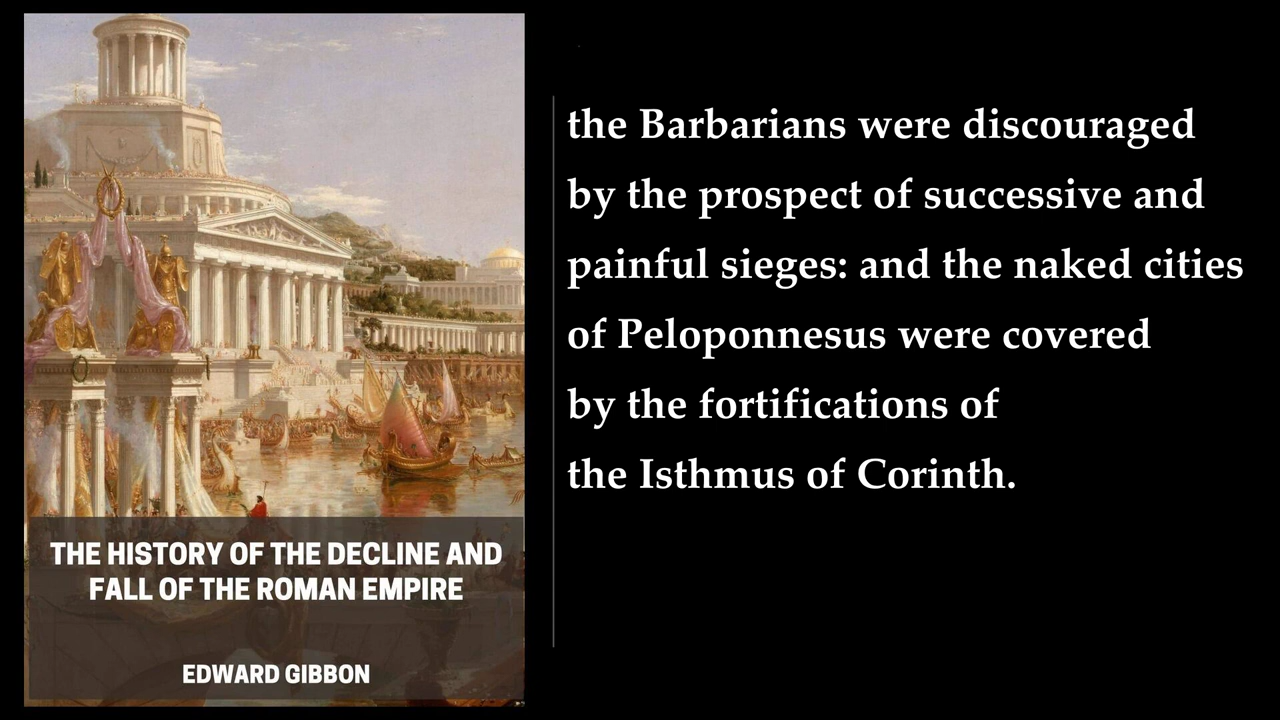 the Barbarians were discouraged
by the prospect of successive and
painful sieges: and the naked cities
of Peloponnesus were covered
by the fortifications of
the Isthmus of Corinth.
THE HISTORY OF THE DECLINE AND
FALL OF THE ROMAN EMPIRE
EDWARD GIBBON